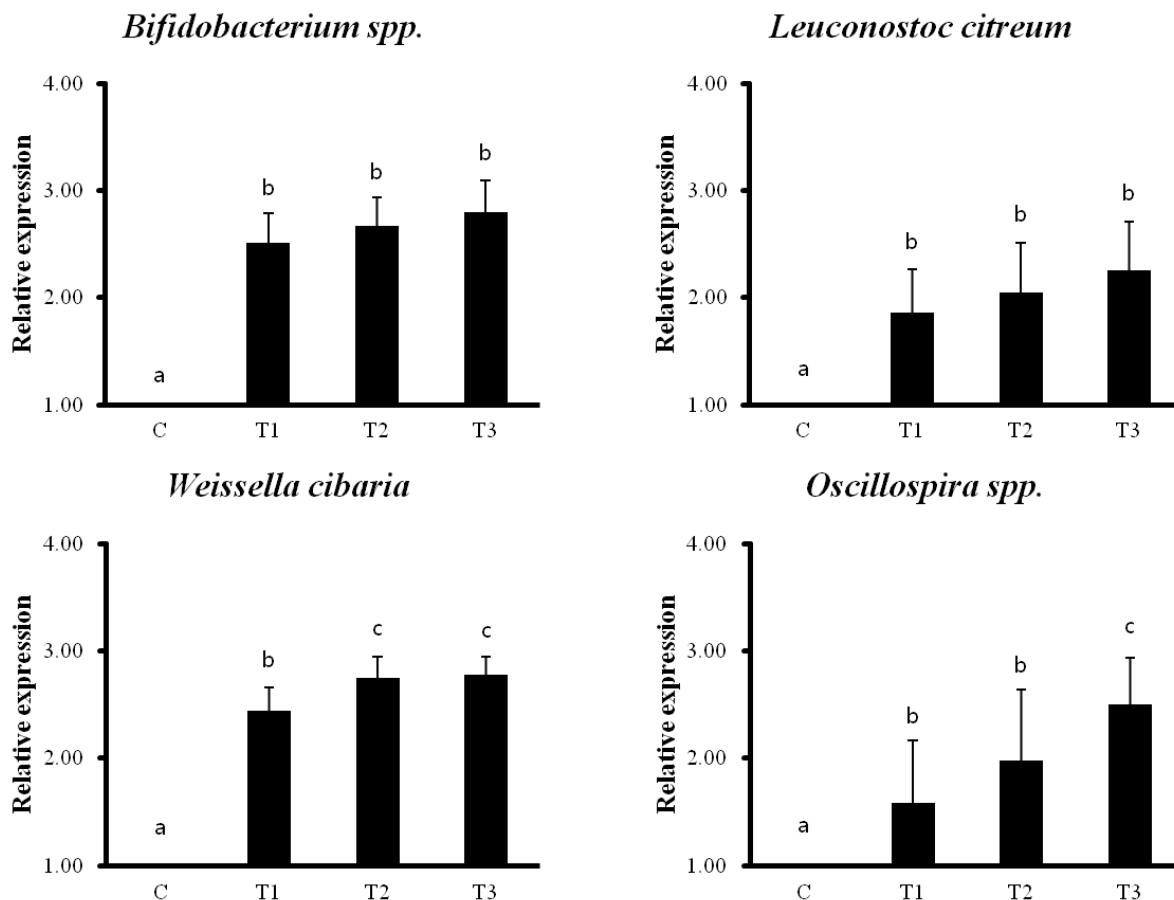 Bifidobacterium spp.
Relative expression
4.00
3.00
2.00
1.00
a
b
b
b
C T1 T2 T3
Leuconostoc citreum
Relative expression
4.00
3.00
2.00
1.00
a
b
b
b
C T1 T2 T3
Weissella cibaria
Relative expression
4.00
3.00
2.00
1.00
a
b
c
c
C T1 T2 T3
Oscillospira spp.
Relative expression
4.00
3.00
2.00
1.00
a
b
b
c
C T1 T2 T3